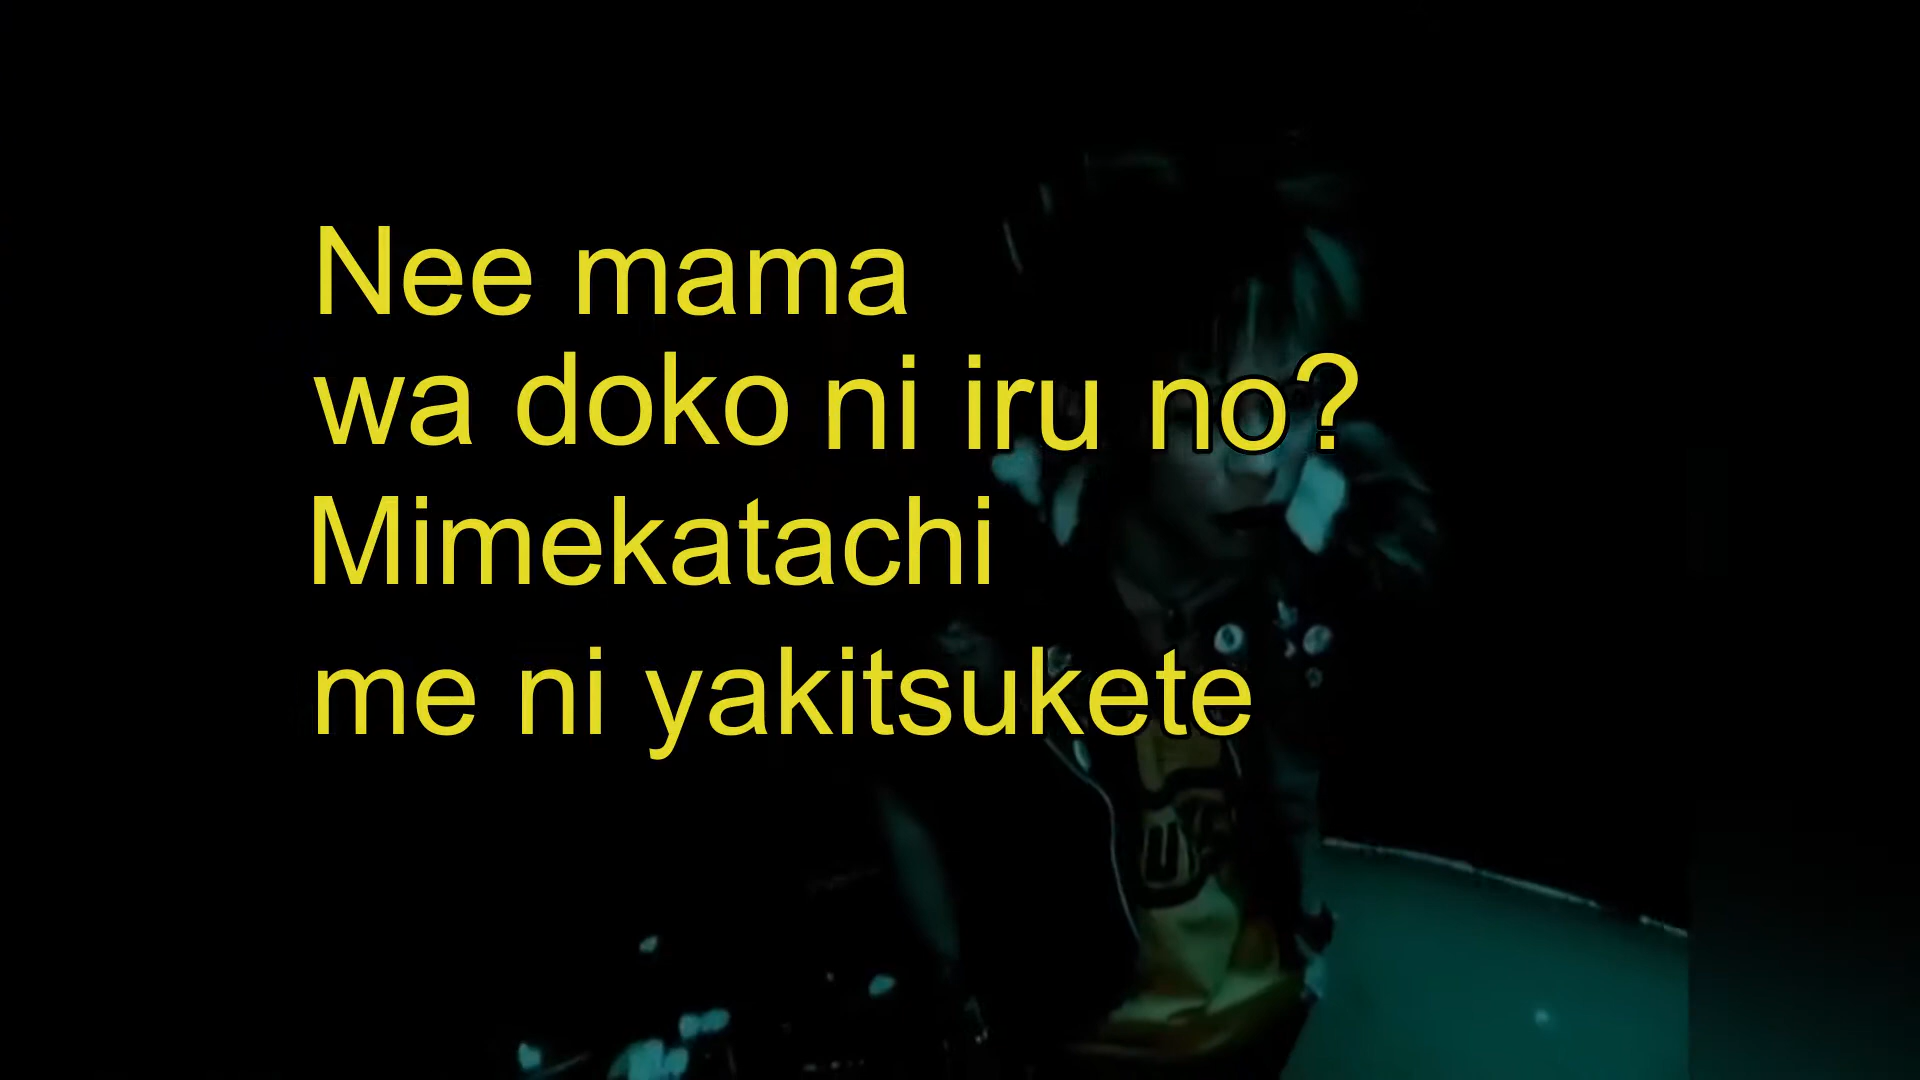 Nee mama
wa doko ni iru no?
Mimekatachi
me ni yakitsukete